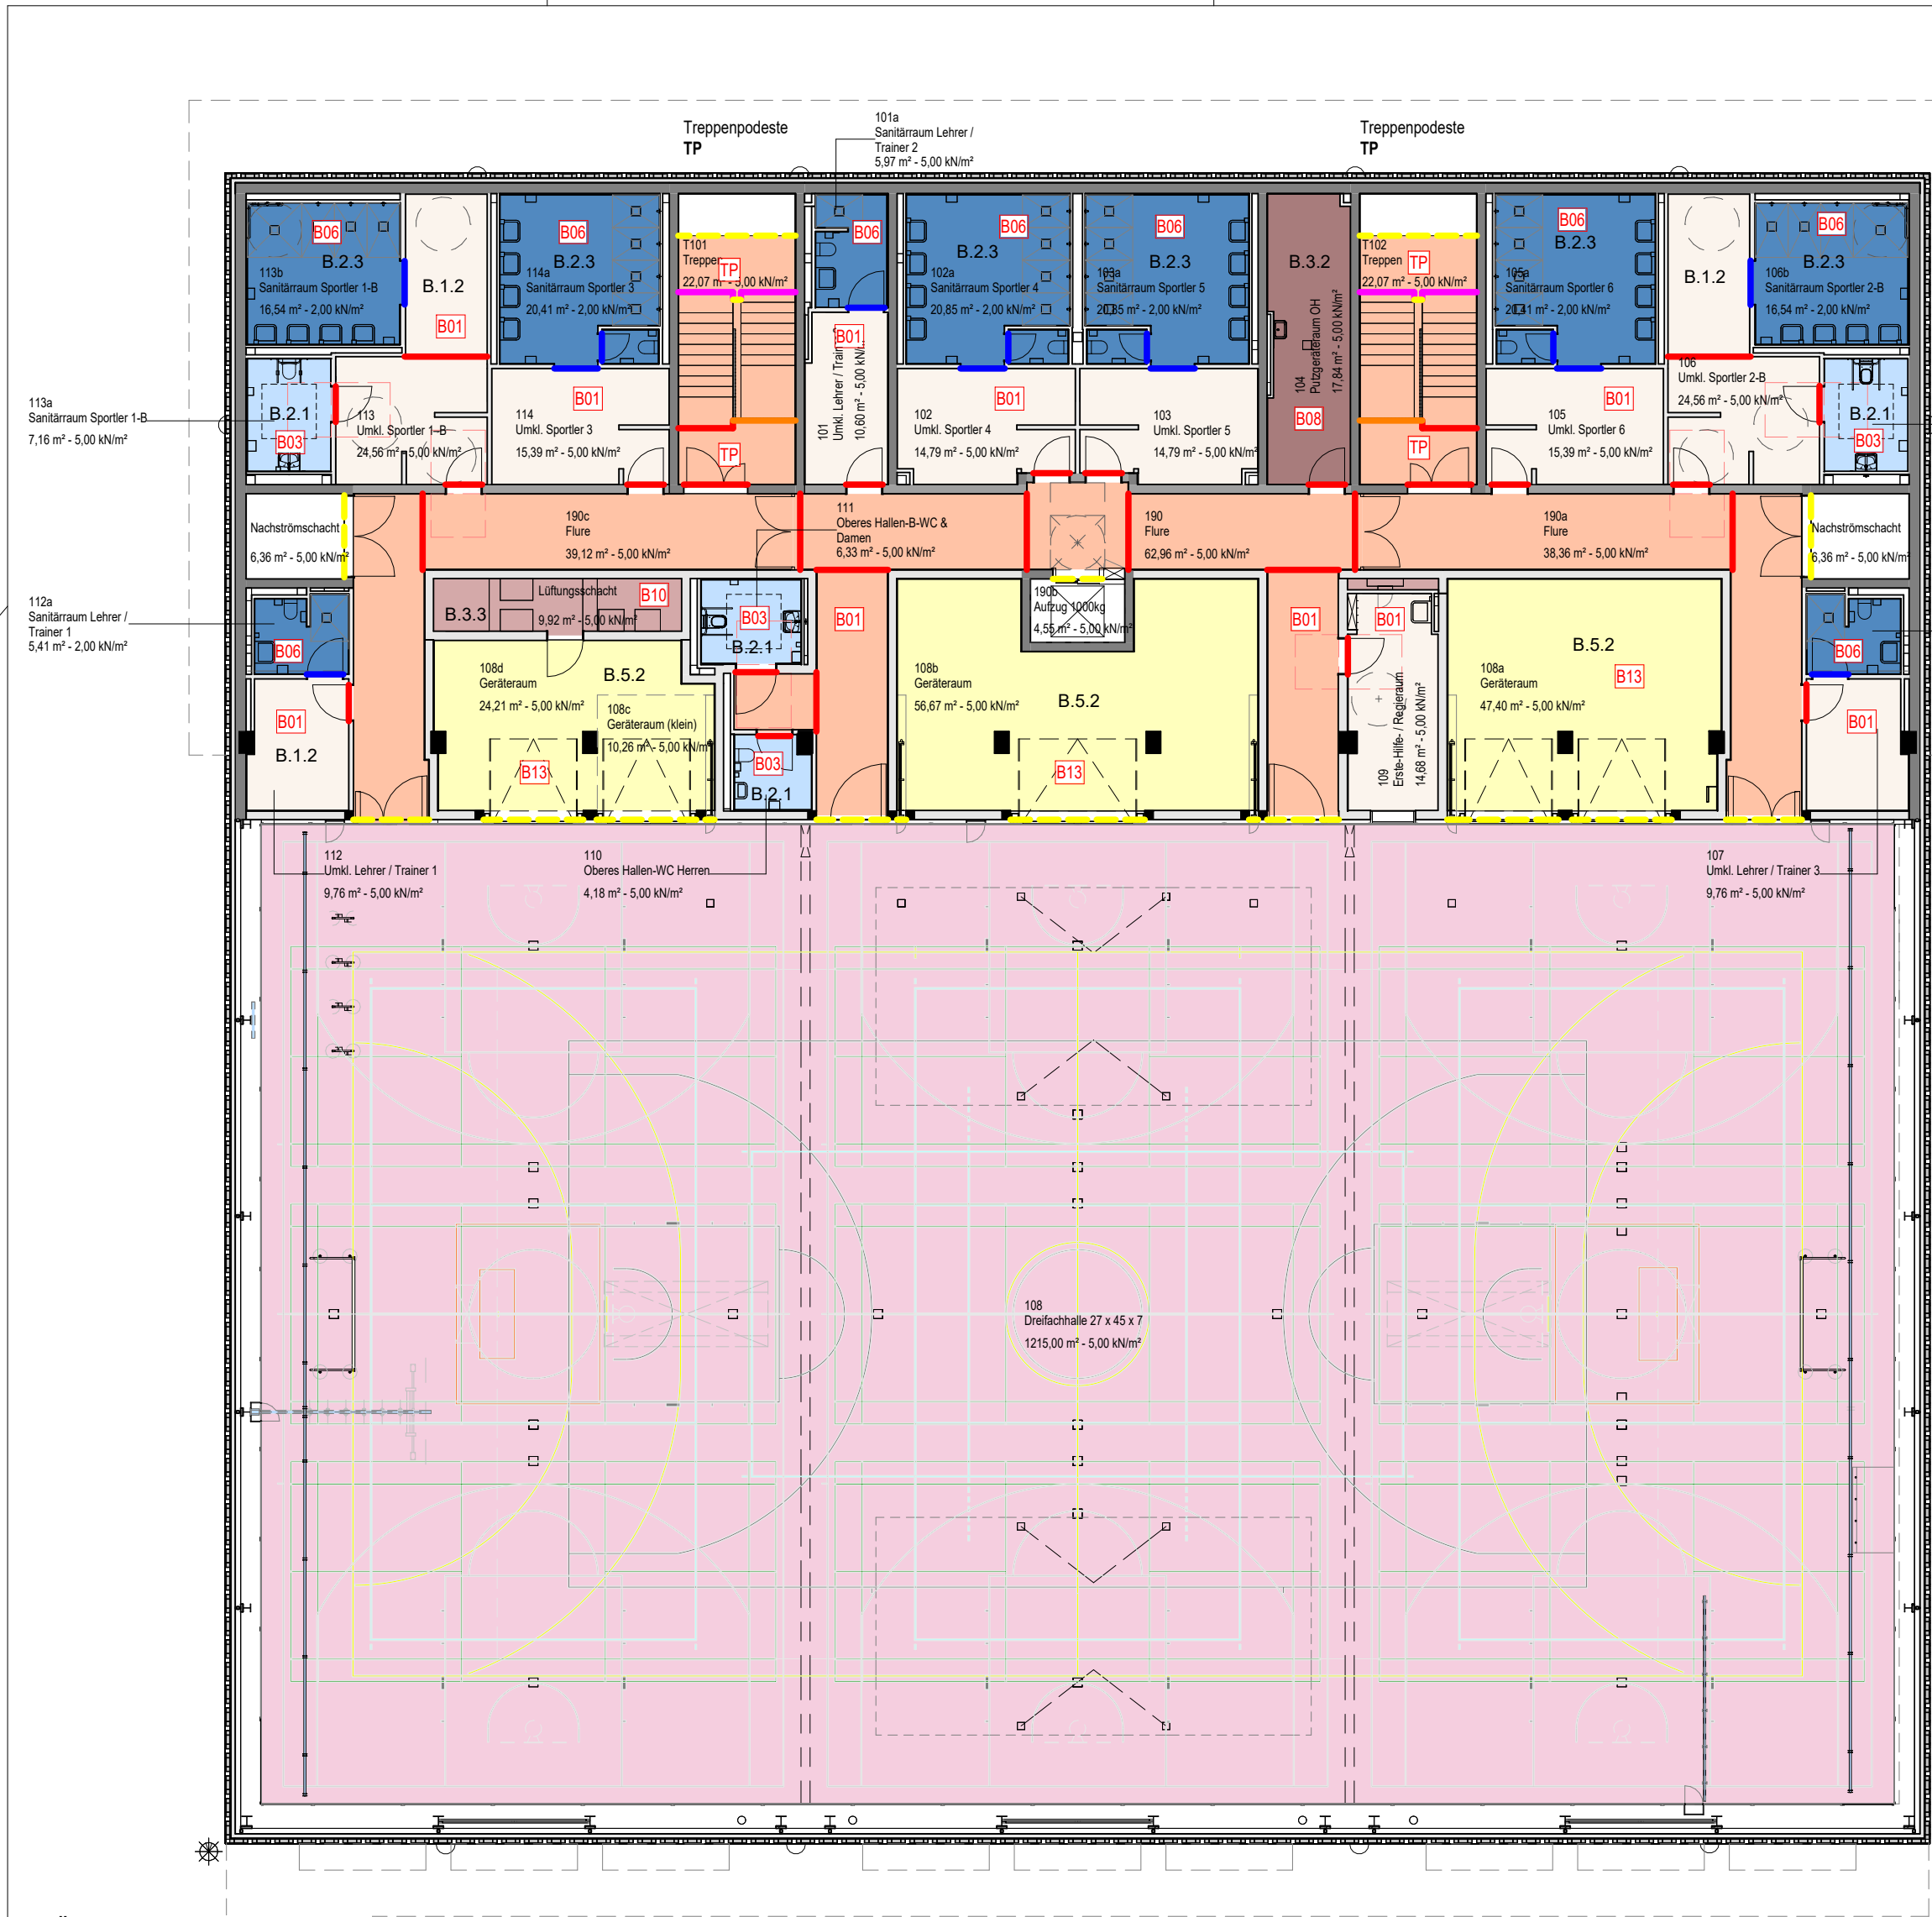 Treppenpodeste
TP
101a
Sanitärraum Lehrer /
Trainer 2
5,97 m² - 5,00 kN/m²
Treppenpodeste
TP
B06
B.2.3
113b
Sanitärraum Sportler 1-B
16,54 m² - 2,00 kN/m²
B.1.2
B01
B06
B.2.3
114a
Sanitärraum Sportler 3
20,41 m² - 2,00 kN/m²
T101
Treppen
22,07 m² - 5,00 kN/m²
TP
B06
B06
B.2.3
102a
Sanitärraum Sportler 4
20,85 m² - 2,00 kN/m²
B06
B.2.3
103a
Sanitärraum Sportler 5
20,85 m² - 2,00 kN/m²
B.3.2
104
Putzgeräteraum OH
17,84 m² - 5,00 kN/m²
B08
T102
Treppen
22,07 m² - 5,00 kN/m²
TP
B06
B.2.3
105a
Sanitärraum Sportler 6
20,41 m² - 2,00 kN/m²
B.1.2
B06
B.2.3
106b
Sanitärraum Sportler 2-B
16,54 m² - 2,00 kN/m²
113a
Sanitärraum Sportler 1-B
7,16 m² - 5,00 kN/m²
B.2.1
B03
113
Umkl. Sportler 1-B
24,56 m² - 5,00 kN/m²
B01
114
Umkl. Sportler 3
15,39 m² - 5,00 kN/m²
TP
B01
101
Umkl. Lehrer / Train...
10,60 m² - 5,00 kN/...
B01
102
Umkl. Sportler 4
14,79 m² - 5,00 kN/m²
B01
103
Umkl. Sportler 5
14,79 m² - 5,00 kN/m²
TP
B01
105
Umkl. Sportler 6
15,39 m² - 5,00 kN/m²
106
Umkl. Sportler 2-B
24,56 m² - 5,00 kN/m²
B.2.1
B03
Nachströmschacht
6,36 m² - 5,00 kN/m²
190c
Flure
39,12 m² - 5,00 kN/m²
111
Oberes Hallen-B-WC &
Damen
6,33 m² - 5,00 kN/m²
190
Flure
62,96 m² - 5,00 kN/m²
190a
Flure
38,36 m² - 5,00 kN/m²
Nachströmschacht
6,36 m² - 5,00 kN/m²
112a
Sanitärraum Lehrer /
Trainer 1
5,41 m² - 2,00 kN/m²
B06
B.3.3
Lüftungsschacht
9,92 m² - 5,00 kN/m²
B10
B03
B.2.1
B01
190b
Aufzug 1000kg
4,55 m² - 5,00 kN/m²
B01
B01
B06
108d
Geräteraum
24,21 m² - 5,00 kN/m²
B.5.2
108c
Geräteraum (klein)
10,26 m² - 5,00 kN/m²
B13
108b
Geräteraum
56,67 m² - 5,00 kN/m²
B.5.2
B13
109
Erste-Hilfe- / Regieraum
14,68 m² - 5,00 kN/m²
B.5.2
108a
Geräteraum
47,40 m² - 5,00 kN/m²
B13
B01
B.1.2
B03
B.2.1
B01
112
Umkl. Lehrer / Trainer 1
9,76 m² - 5,00 kN/m²
110
Oberes Hallen-WC Herren
4,18 m² - 5,00 kN/m²
107
Umkl. Lehrer / Trainer 3
9,76 m² - 5,00 kN/m²
108
Dreifachhalle 27 x 45 x 7
1215,00 m² - 5,00 kN/m²